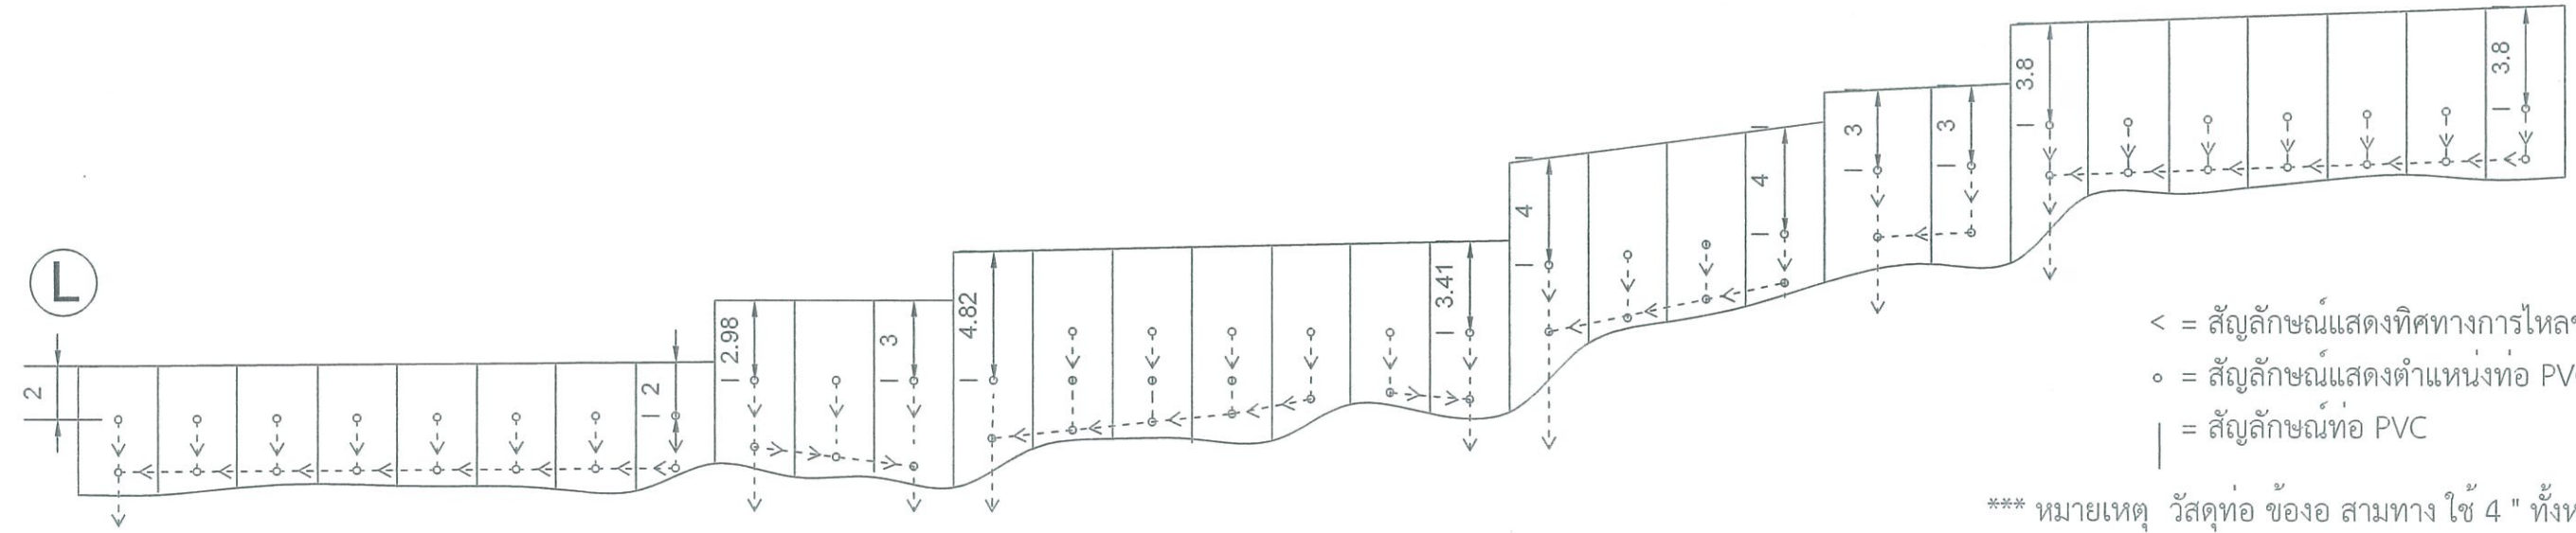 L
2
2
2.98
3
4.82
3.41
4
4
3
3
3.8
3.8
< = สัญลักษณ์แสดงทิศทางการไหล
o = สัญลักษณ์แสดงตำแหน่งท่อ
| = สัญลักษณ์ท่อ PVC
*** หมายเหตุ วัสดุท่อ ข้องอ สามทาง ใช้ 4 "